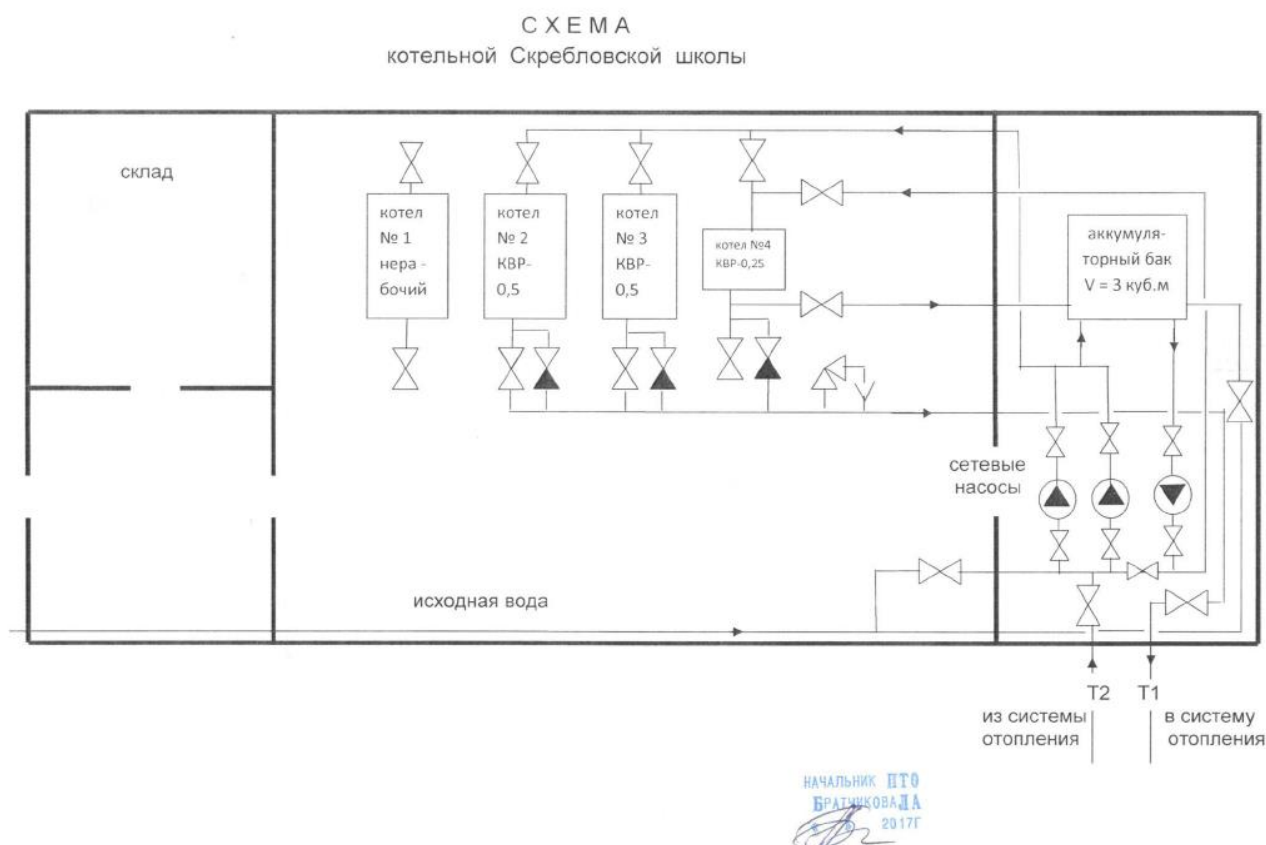 СХЕМА
котельной Скребловской школы
склад
котел
№ 1
нера -
бочий
котел
№ 2
КВР-
0,5
котел
№ 3
КВР-
0,5
котел №4
КВР-0,25
аккумуля-
торный бак
V = 3 куб.м
сетевые
насосы
исходная вода
Т2
Т1
из системы
отопления
в систему
отопления
НАЧАЛЬНИК ПТО
БРАТЧИКОВА ЛА
2017Г